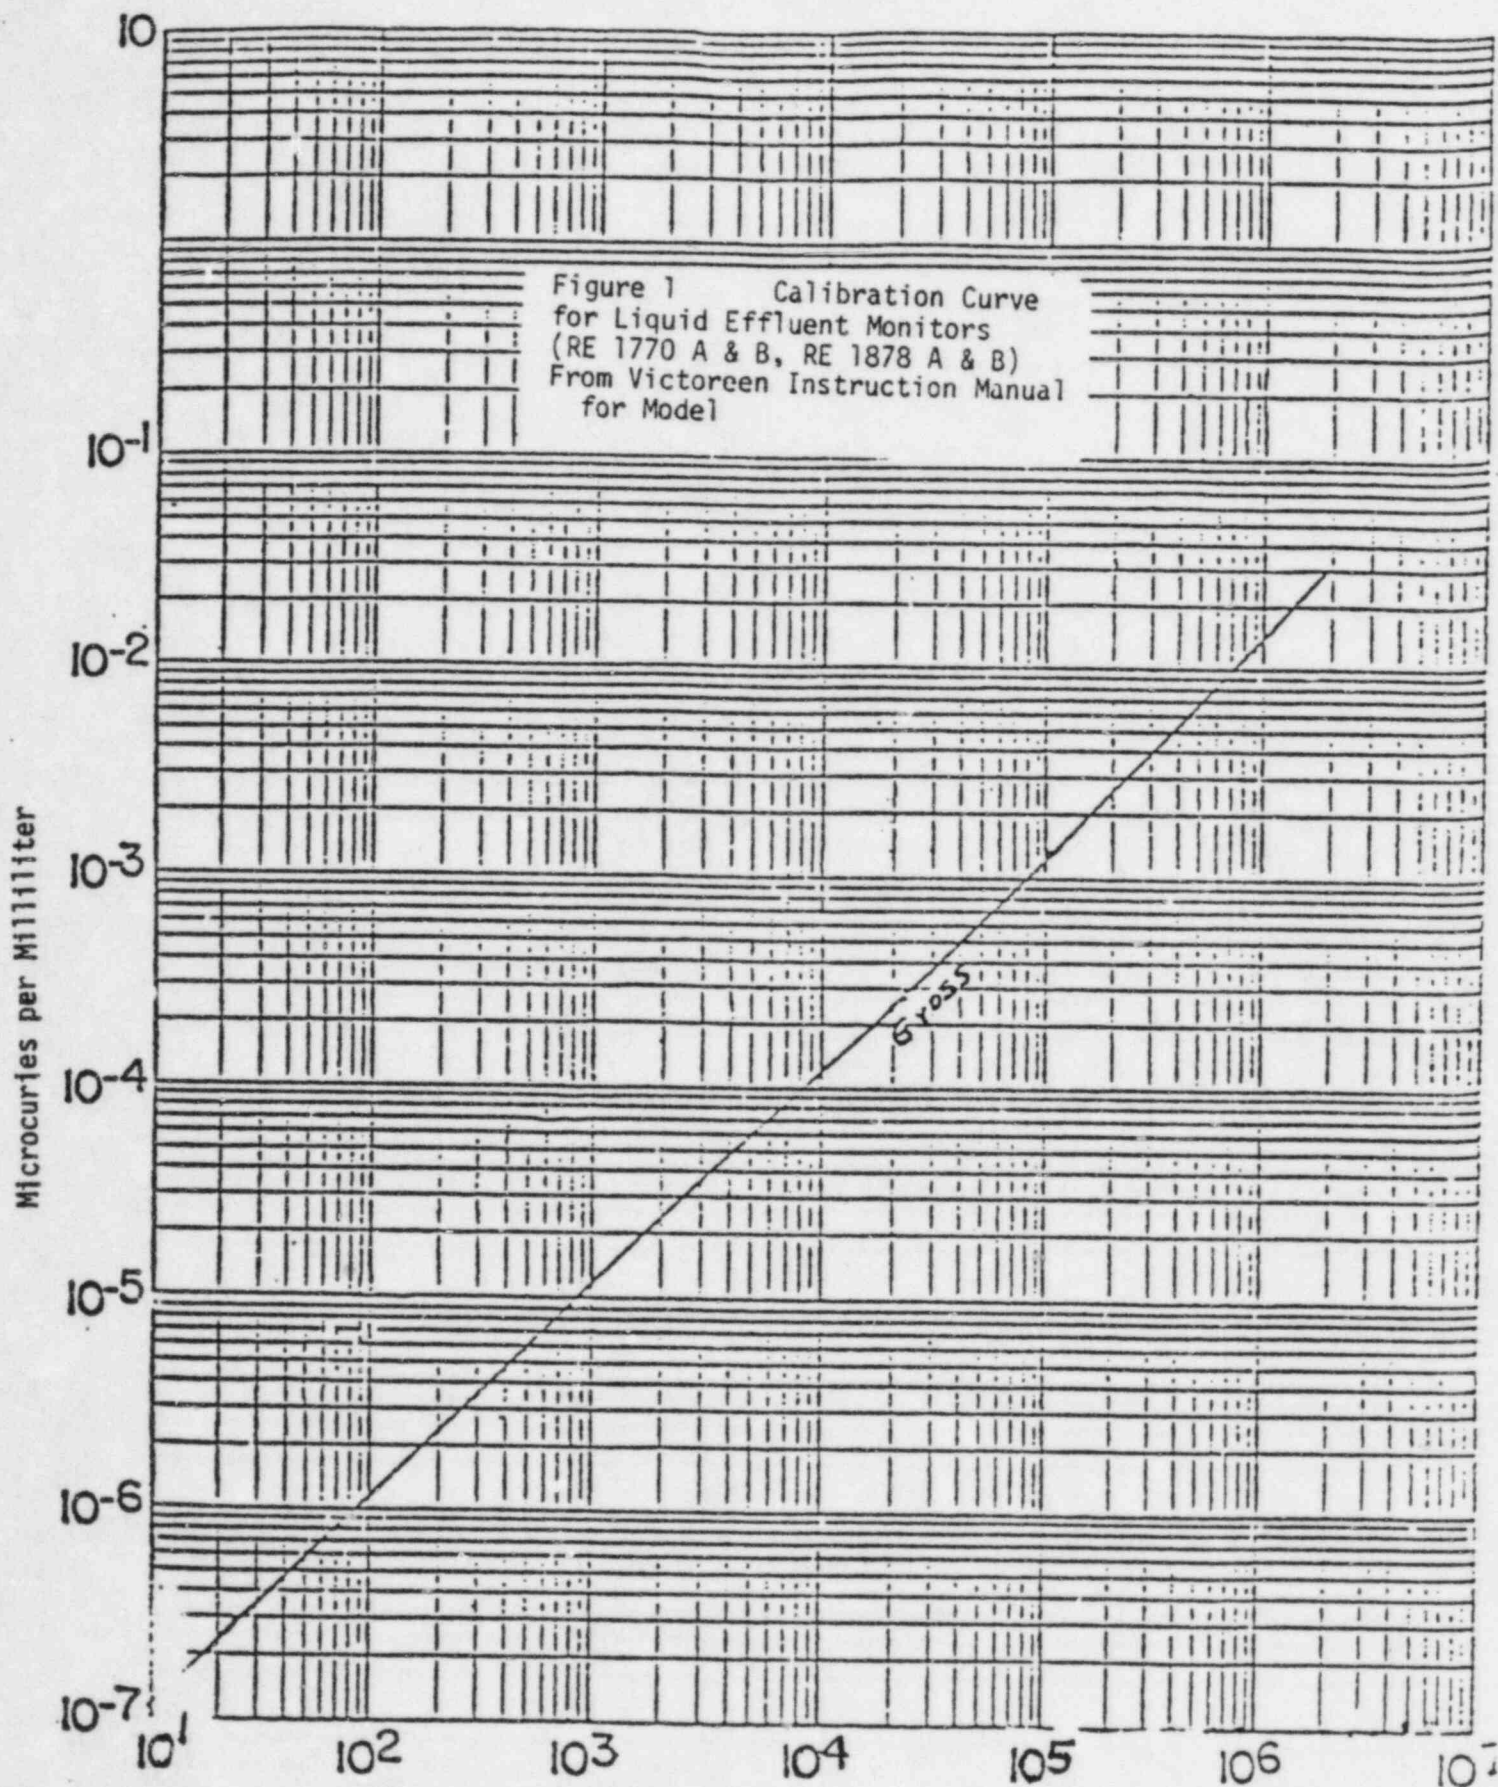 10
Figure 1 Calibration Curve
for Liquid Effluent Monitors
(RE 1770 A & B, RE 1878 A & B)
From Victoreen Instruction Manual
for Model
10-1
10-2
10-3
10-4
10-5
10-6
10-7
Microcuries per Milliliter
Gross
10¹ 10² 10³ 10⁴ 10⁵ 10⁶ 10⁷